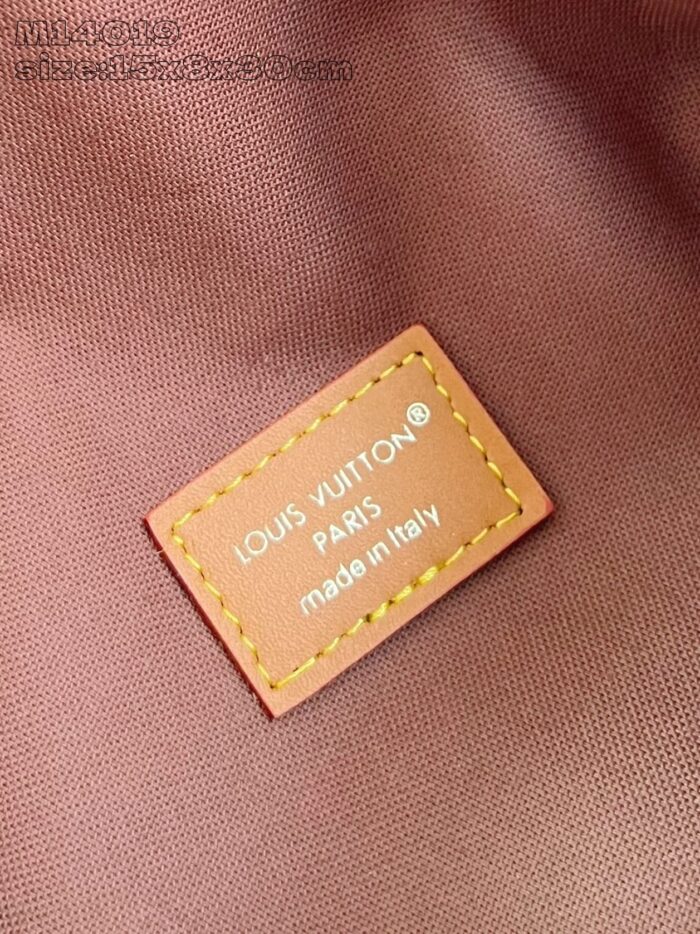 M14019
size:15x8x30cm
LOUIS VUITTON®
PARIS
made in Italy